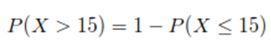 P(X > 15) = 1 − P(X ≤ 15)